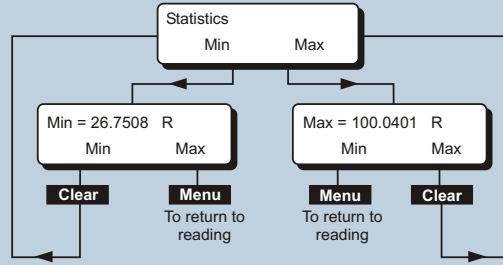 Statistics
Min Max
Min = 26.7508 R
Min Max
Max = 100.0401 R
Min Max
Clear
Menu
To return to
reading
Menu
To return to
reading
Clear